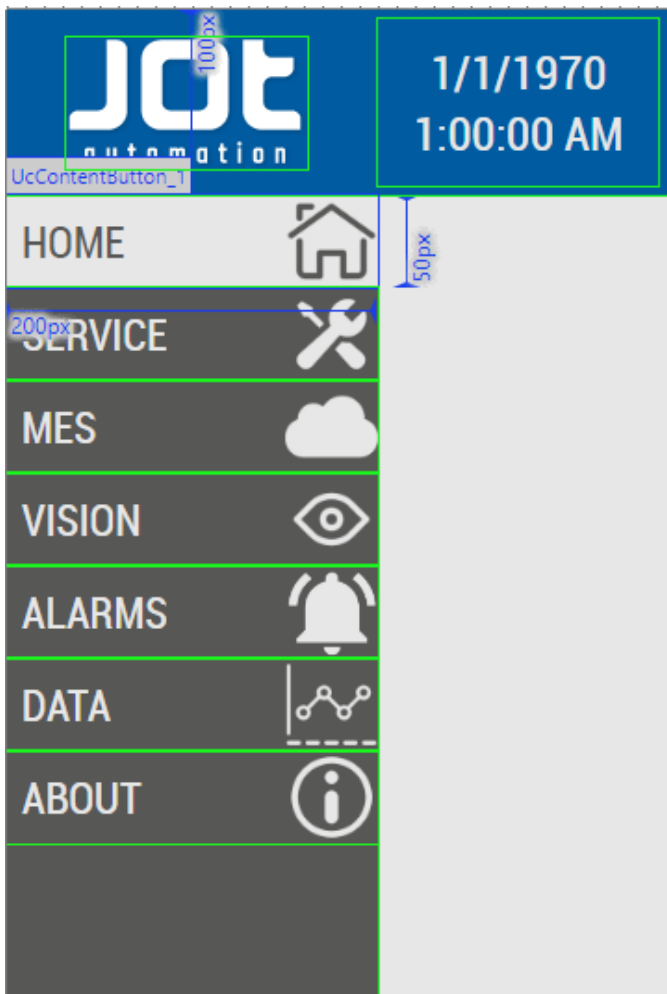 100px
JOT
automation
1/1/1970
1:00:00 AM
UcContentButton_1
HOME
50px
200px
SERVICE
MES
VISION
ALARMS
DATA
ABOUT